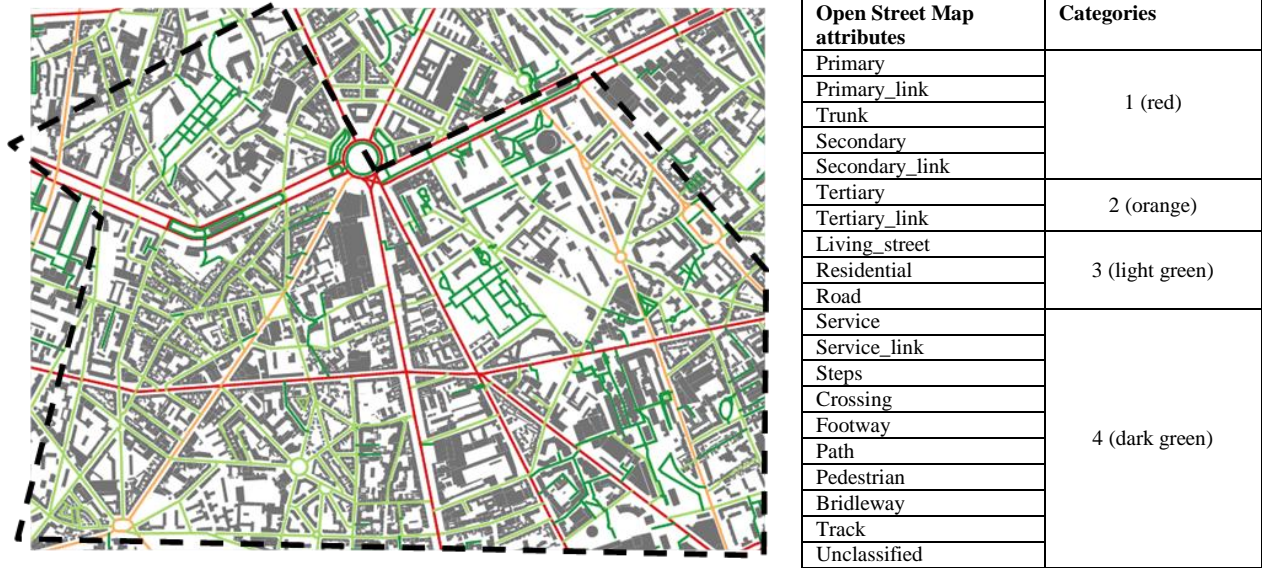 Open Street Map Categories
attributes
Primary
Primary_link
Trunk
1 (red)
Secondary
Secondary_link
Tertiary
2 (orange)
Tertiary_link
Living_street
Residential
3 (light green)
Road
Service
Service_link
Steps
Crossing
Footway
4 (dark green)
Path
Pedestrian
Bridleway
Track
Unclassified